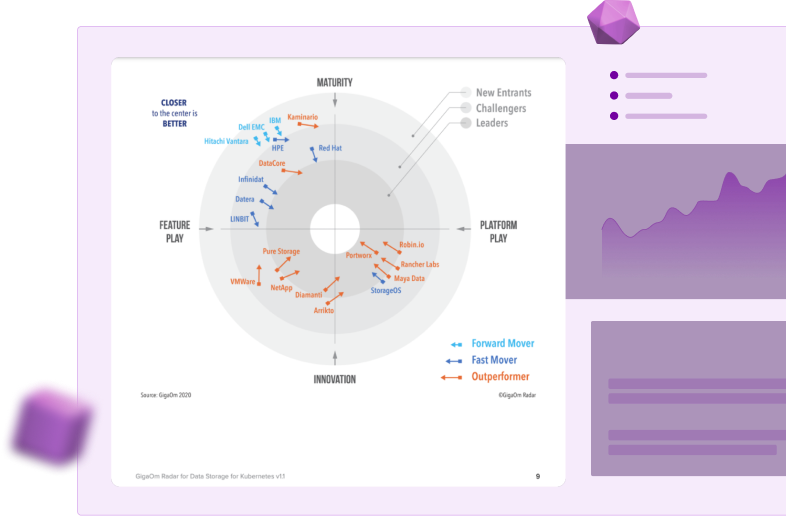 MATURITY
CLOSER
to the center is
BETTER
New Entrants
Challengers
Leaders
Kaminario
IBM
Dell EMC
Hitachi Vantara
HPE
Red Hat
DataCore
Infinidat
Datera
LINBIT
FEATURE
PLAY
PLATFORM
PLAY
Pure Storage
Portworx
Robin.io
Rancher Labs
Maya Data
StorageOS
VMWare
NetApp
Diamanti
Arrikto
Forward Mover
Fast Mover
Outperformer
INNOVATION
Source: GigaOm 2020
©GigaOm Radar
GigaOm Radar for Data Storage for Kubernetes v1.1
9